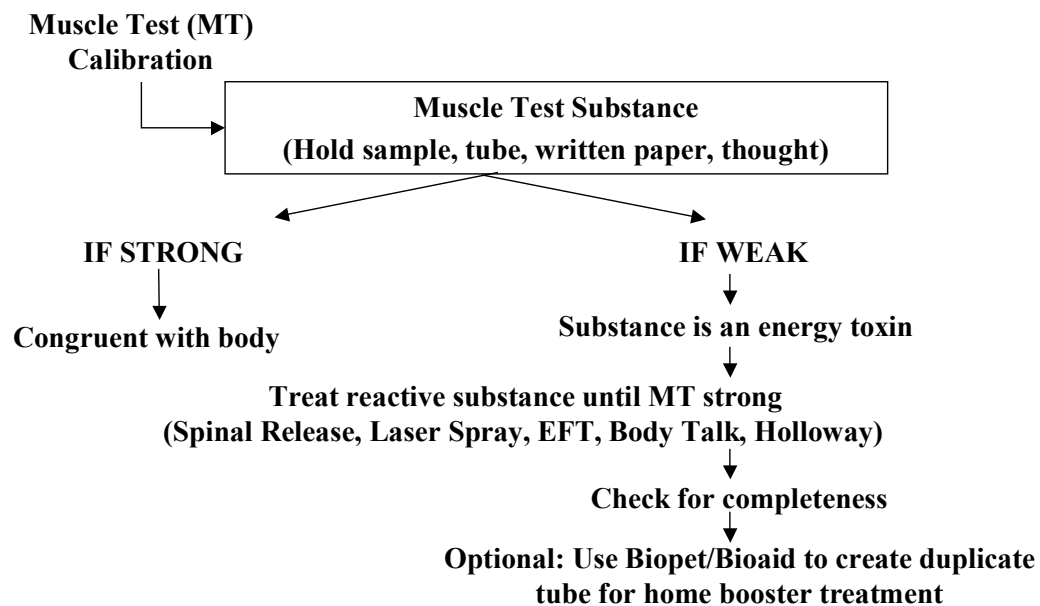 Muscle Test (MT)
Calibration
Muscle Test Substance
(Hold sample, tube, written paper, thought)
IF STRONG
IF WEAK
Congruent with body
Substance is an energy toxin
Treat reactive substance until MT strong
(Spinal Release, Laser Spray, EFT, Body Talk, Holloway)
Check for completeness
Optional: Use Biopet/Bioaid to create duplicate
tube for home booster treatment